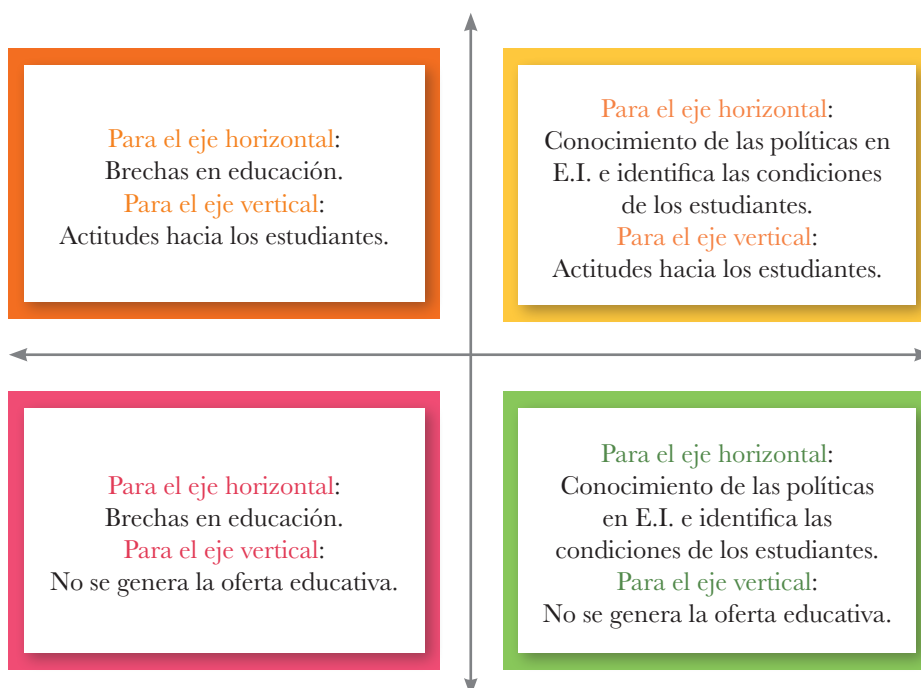 Para el eje horizontal:
Brechas en educación.
Para el eje vertical:
Actitudes hacia los estudiantes.
Para el eje horizontal:
Conocimiento de las políticas en
E.I. e identifica las condiciones
de los estudiantes.
Para el eje vertical:
Actitudes hacia los estudiantes.
Para el eje horizontal:
Brechas en educación.
Para el eje vertical:
No se genera la oferta educativa.
Para el eje horizontal:
Conocimiento de las políticas
en E.I. e identifica las
condiciones de los estudiantes.
Para el eje vertical:
No se genera la oferta educativa.